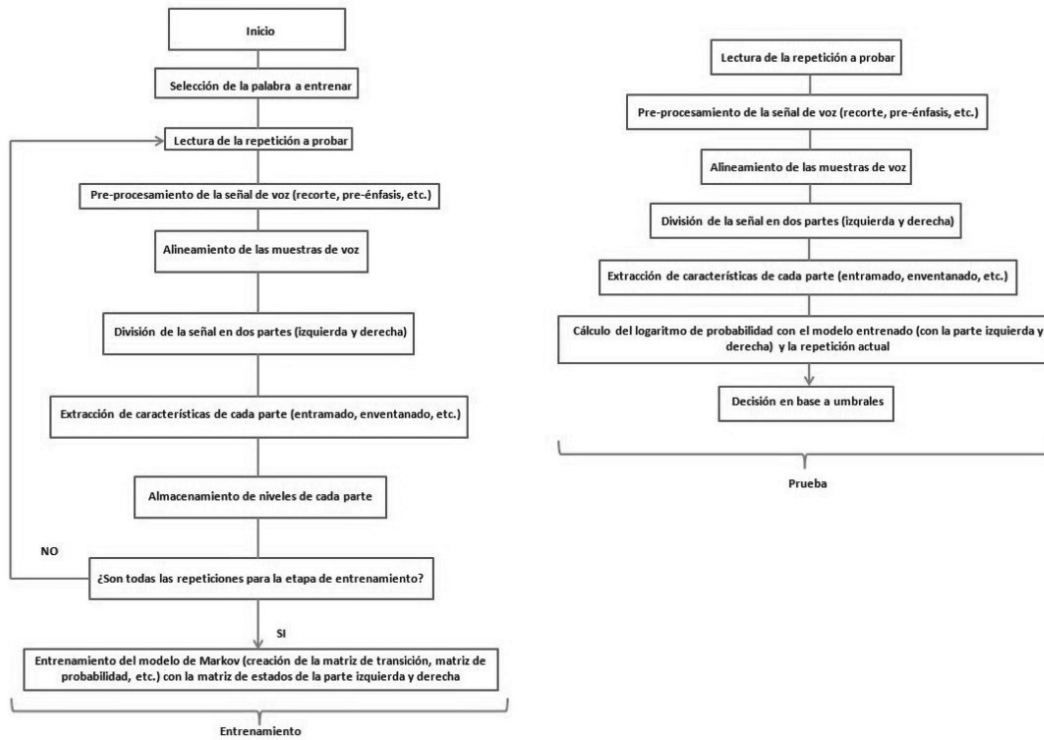 Inicio
Selección de la palabra a entrenar
Lectura de la repetición a probar
Pre-procesamiento de la señal de voz (recorte, pre-énfasis, etc.)
Alineamiento de las muestras de voz
División de la señal en dos partes (izquierda y derecha)
Extracción de características de cada parte (entramado, enventanado, etc.)
Almacenamiento de niveles de cada parte
NO
¿Son todas las repeticiones para la etapa de entrenamiento?
SI
Entrenamiento del modelo de Markov (creación de la matriz de transición, matriz de
probabilidad, etc.) con la matriz de estados de la parte izquierda y derecha
Entrenamiento
Lectura de la repetición a probar
Pre-procesamiento de la señal de voz (recorte, pre-énfasis, etc.)
Alineamiento de las muestras de voz
División de la señal en dos partes (izquierda y derecha)
Extracción de características de cada parte (entramado, enventanado, etc.)
Cálculo del logaritmo de probabilidad con el modelo entrenado (con la parte izquierda y
derecha) y la repetición actual
Decisión en base a umbrales
Prueba